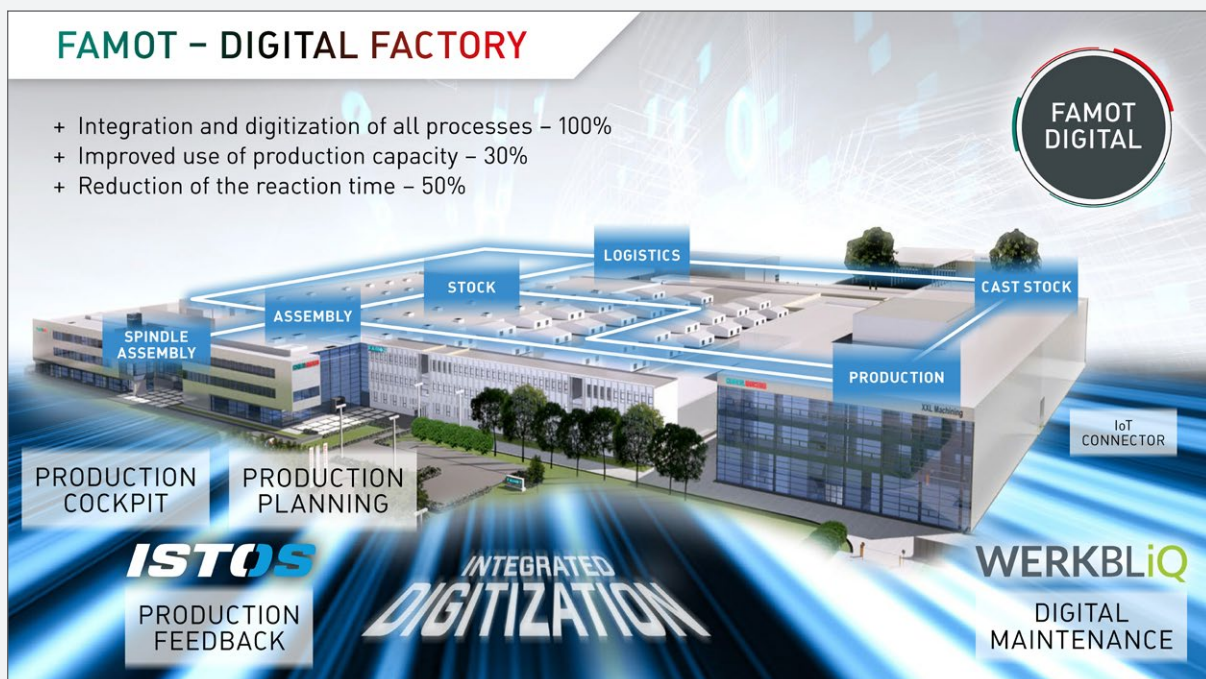 FAMOT – DIGITAL FACTORY
FAMOT
DIGITAL
+ Integration and digitization of all processes – 100%
+ Improved use of production capacity – 30%
+ Reduction of the reaction time – 50%
LOGISTICS
STOCK
CAST STOCK
ASSEMBLY
SPINDLE
ASSEMBLY
PRODUCTION
XXL Machining
IoT
CONNECTOR
PRODUCTION
COCKPIT
PRODUCTION
PLANNING
ISTOS
PRODUCTION
FEEDBACK
INTEGRATED
DIGITIZATION
WERKBLiQ
DIGITAL
MAINTENANCE